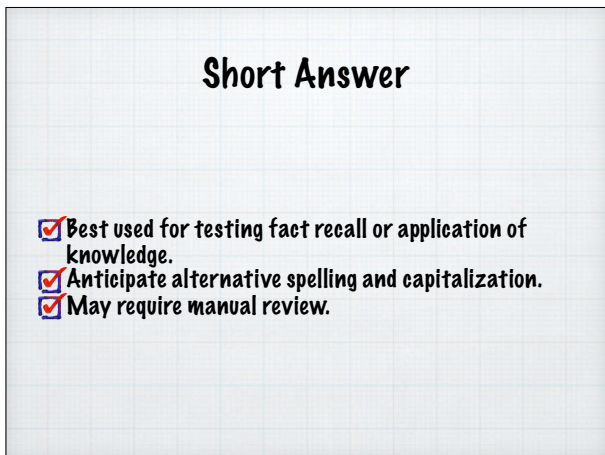 Short Answer
Best used for testing fact recall or application of
knowledge.
Anticipate alternative spelling and capitalization.
May require manual review.